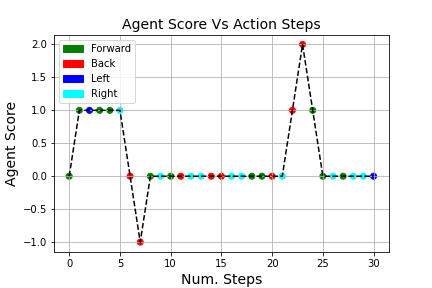 Agent Score Vs Action Steps
2.0
1.5
1.0
0.5
0.0
−0.5
−1.0
Agent Score
Forward
Back
Left
Right
0 5 10 15 20 25 30
Num. Steps